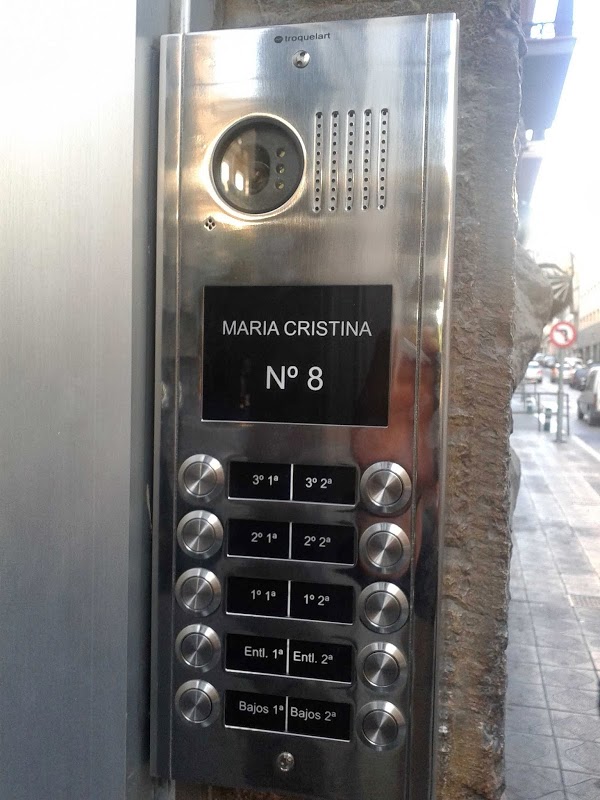 troquelart
MARIA CRISTINA
Nº 8
3º 1ª 3º 2ª
2º 1ª 2º 2ª
1º 1ª 1º 2ª
Entl. 1ª Entl. 2ª
Bajos 1ª Bajos 2ª